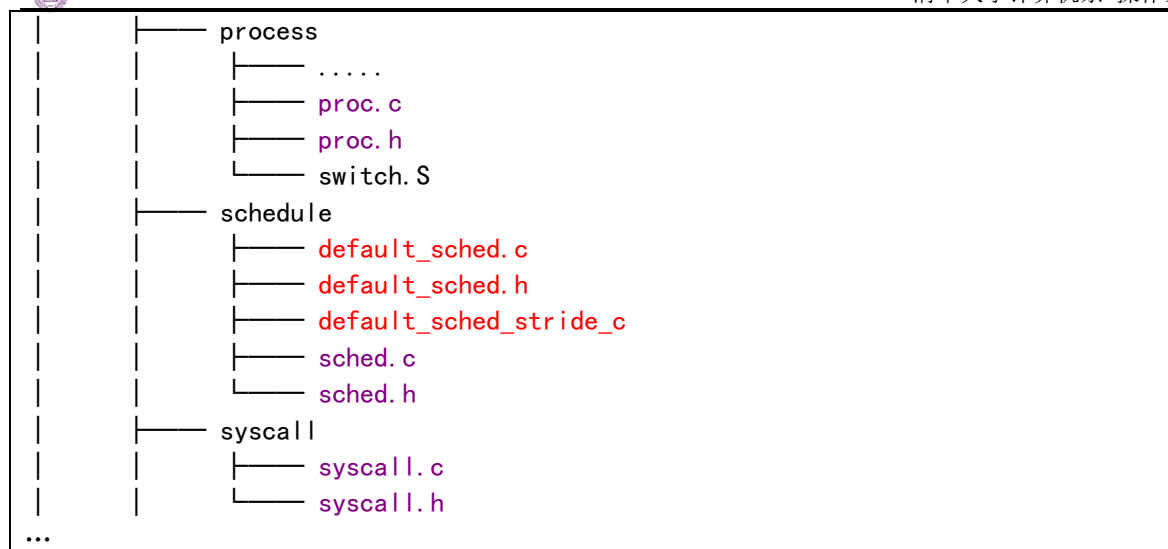 process
.....
proc.c
proc.h
switch.S
schedule
default_sched.c
default_sched.h
default_sched_stride_c
sched.c
sched.h
syscall
syscall.c
syscall.h
…